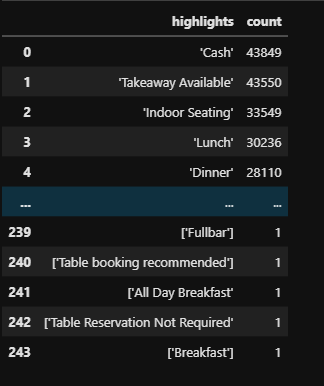 highlights count
0 'Cash' 43849
1 'Takeaway Available' 43550
2 'Indoor Seating' 33549
3 'Lunch' 30236
4 'Dinner' 28110
... ... ...
239 ['Fullbar'] 1
240 ['Table booking recommended'] 1
241 ['All Day Breakfast' 1
242 ['Table Reservation Not Required' 1
243 ['Breakfast'] 1